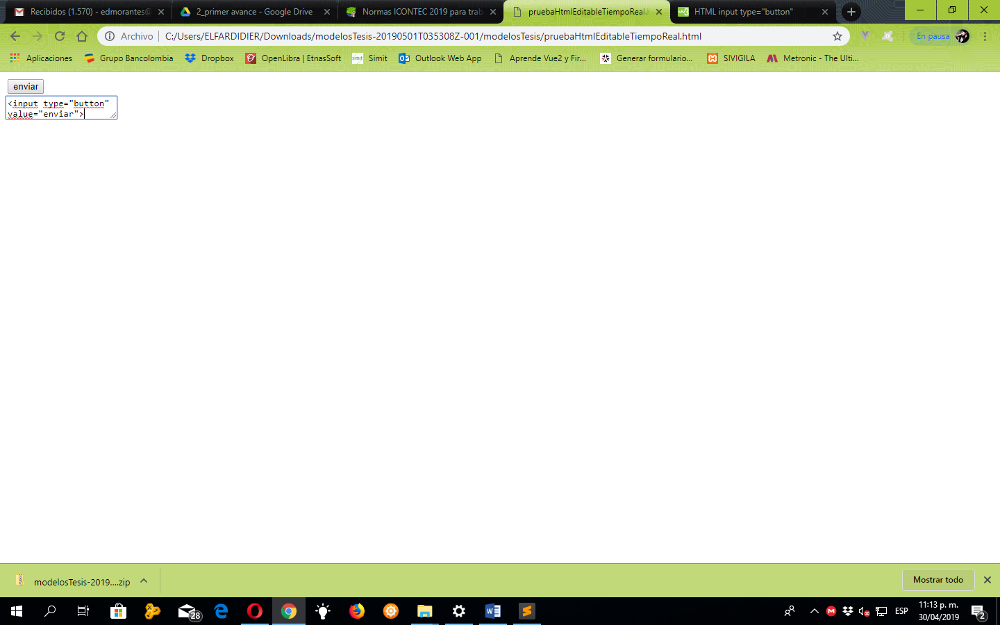 Recibidos (1.570) - edmorantes@
2_primer avance - Google Drive
Normas ICONTEC 2019 para trab
pruebaHtmlEditableTiempoReal.
HTML input type="button"
Archivo
C:/Users/ELFARDIDIER/Downloads/modelosTesis-20190501T035308Z-001/modelosTesis/pruebaHtmlEditableTiempoReal.html
En pausa
Aplicaciones
Grupo Bancolombia
Dropbox
OpenLibra | EtnasSoft
simit
Simit
Outlook Web App
Aprende Vue2 y Fir...
Generar formulario...
SIVIGILA
Metronic - The Ulti...
enviar
<input type="button"
value="enviar">
modelosTesis-2019....zip
Mostrar todo
28
ESP
11:13 p. m.
30/04/2019
2